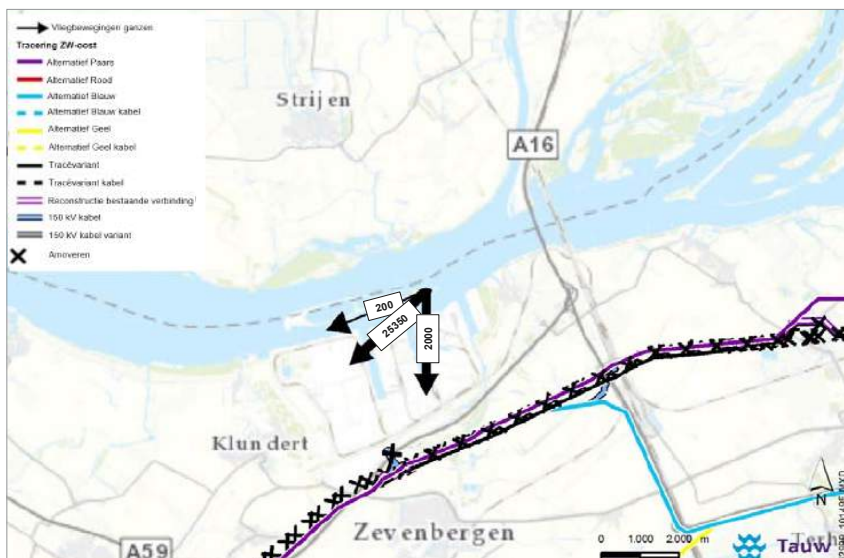 Vliegbewegingen ganzen
Tracering ZW-oost
Alternatief Paars
Alternatief Rood
Alternatief Blauw
Alternatief Blauw kabel
Alternatief Geel
Alternatief Geel kabel
Tracévariant
Tracévariant kabel
Reconstructie bestaande verbinding
150 kV kabel
150 kV kabel variant
Amoveren
Strijen
A16
200
25350
2000
Klundert
Zevenbergen
A59
N
0 1.000 2.000 m
Tauw
Terh